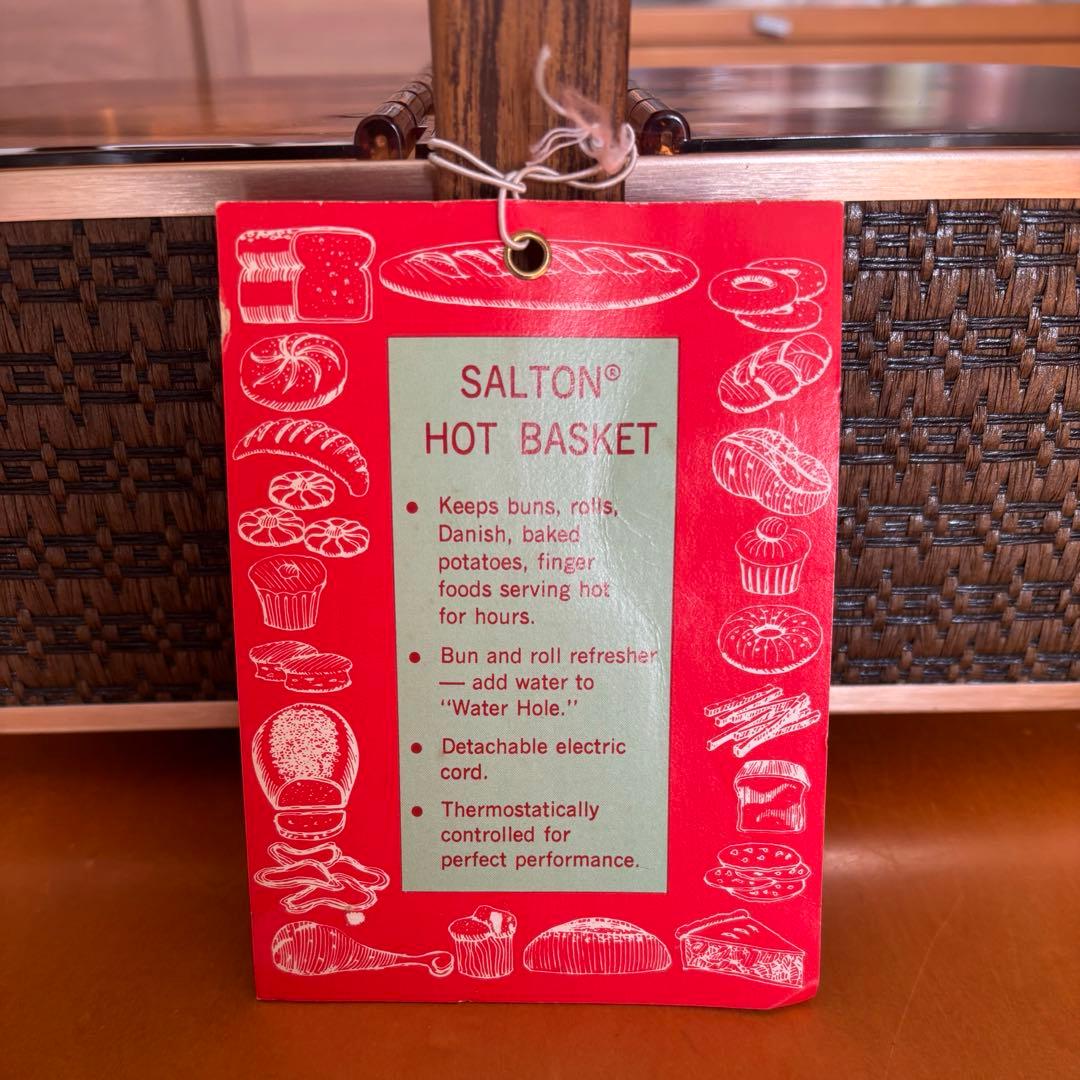 SALTON®
HOT BASKET
• Keeps buns, rolls,
Danish, baked
potatoes, finger
foods serving hot
for hours.
• Bun and roll refresher
— add water to
“Water Hole.”
• Detachable electric
cord.
• Thermostatically
controlled for
perfect performance.